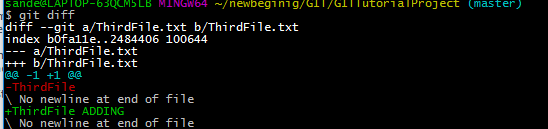 sande@LAPTOP-63QCM5LB MINGW64 ~/newbeginig/GIT/GITTutorialProject (master)
$ git diff
diff --git a/ThirdFile.txt b/ThirdFile.txt
index b0fa11e..2484406 100644
--- a/ThirdFile.txt
+++ b/ThirdFile.txt
@@ -1 +1 @@
-ThirdFile
\ No newline at end of file
+ThirdFile ADDING
\ No newline at end of file